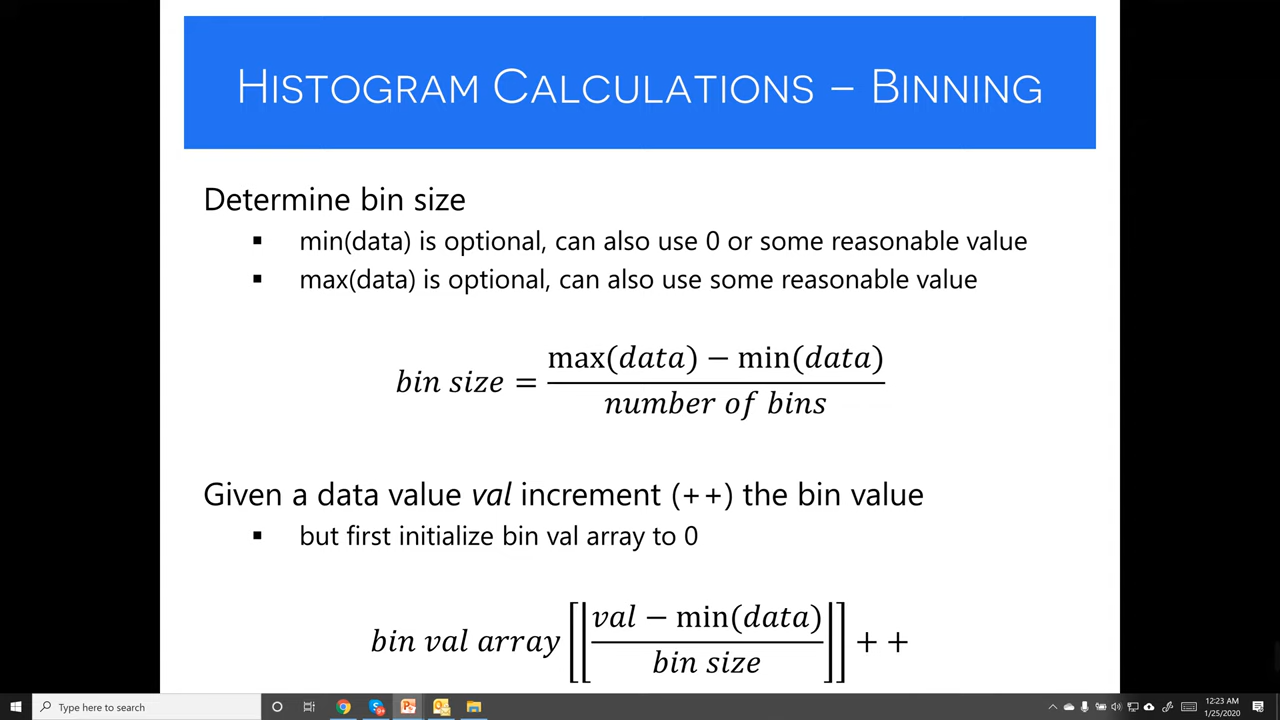 HISTOGRAM CALCULATIONS – BINNING
Determine bin size
▪ min(data) is optional, can also use 0 or some reasonable value
▪ max(data) is optional, can also use some reasonable value
bin size = (max(data) − min(data)) / (number of bins)
Given a data value val increment (++) the bin value
▪ but first initialize bin val array to 0
bin val array [⌊(val − min(data)) / (bin size)⌋] ++
Type here to search
12:23 AM
1/25/2020